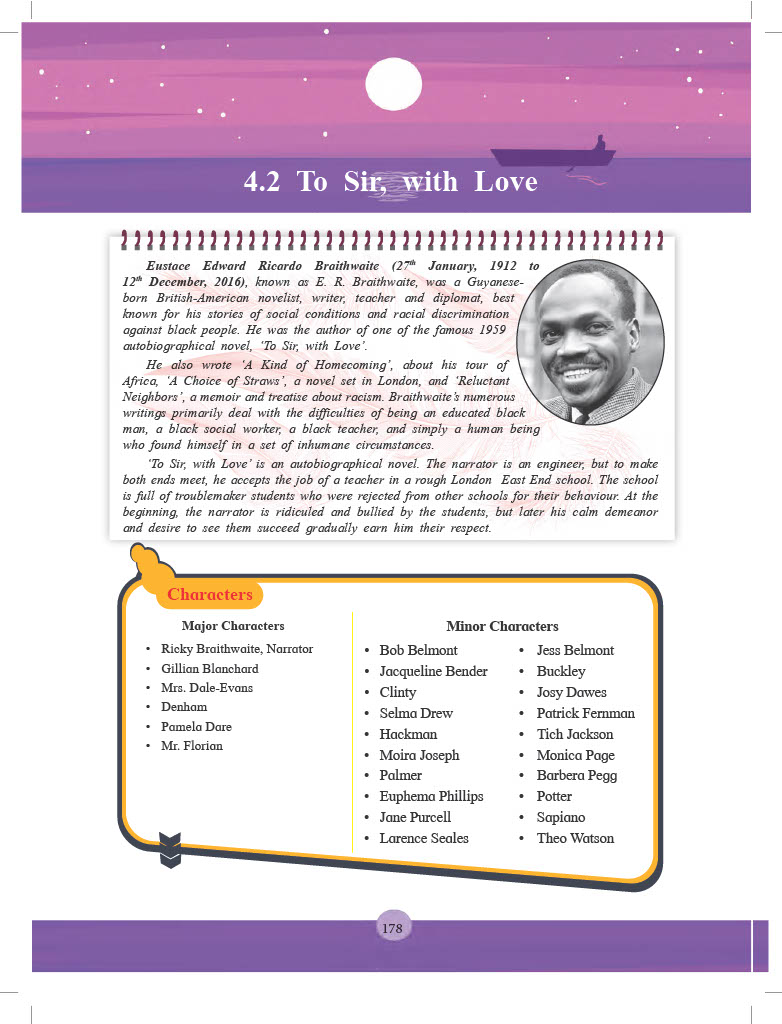 4.2 To Sir, with Love
Eustace Edward Ricardo Braithwaite (27th January, 1912 to
12th December, 2016), known as E. R. Braithwaite, was a Guyanese-
born British-American novelist, writer, teacher and diplomat, best
known for his stories of social conditions and racial discrimination
against black people. He was the author of one of the famous 1959
autobiographical novel, ‘To Sir, with Love’.
He also wrote ‘A Kind of Homecoming’, about his tour of
Africa, ‘A Choice of Straws’, a novel set in London, and ‘Reluctant
Neighbors’, a memoir and treatise about racism. Braithwaite’s numerous
writings primarily deal with the difficulties of being an educated black
man, a black social worker, a black teacher, and simply a human being
who found himself in a set of inhumane circumstances.
‘To Sir, with Love’ is an autobiographical novel. The narrator is an engineer, but to make
both ends meet, he accepts the job of a teacher in a rough London East End school. The school
is full of troublemaker students who were rejected from other schools for their behaviour. At the
beginning, the narrator is ridiculed and bullied by the students, but later his calm demeanor
and desire to see them succeed gradually earn him their respect.
Characters
Major Characters
• Ricky Braithwaite, Narrator
• Gillian Blanchard
• Mrs. Dale-Evans
• Denham
• Pamela Dare
• Mr. Florian
Minor Characters
• Bob Belmont
• Jacqueline Bender
• Clinty
• Selma Drew
• Hackman
• Moira Joseph
• Palmer
• Euphema Phillips
• Jane Purcell
• Larence Seales
• Jess Belmont
• Buckley
• Josy Dawes
• Patrick Fernman
• Tich Jackson
• Monica Page
• Barbera Pegg
• Potter
• Sapiano
• Theo Watson
178